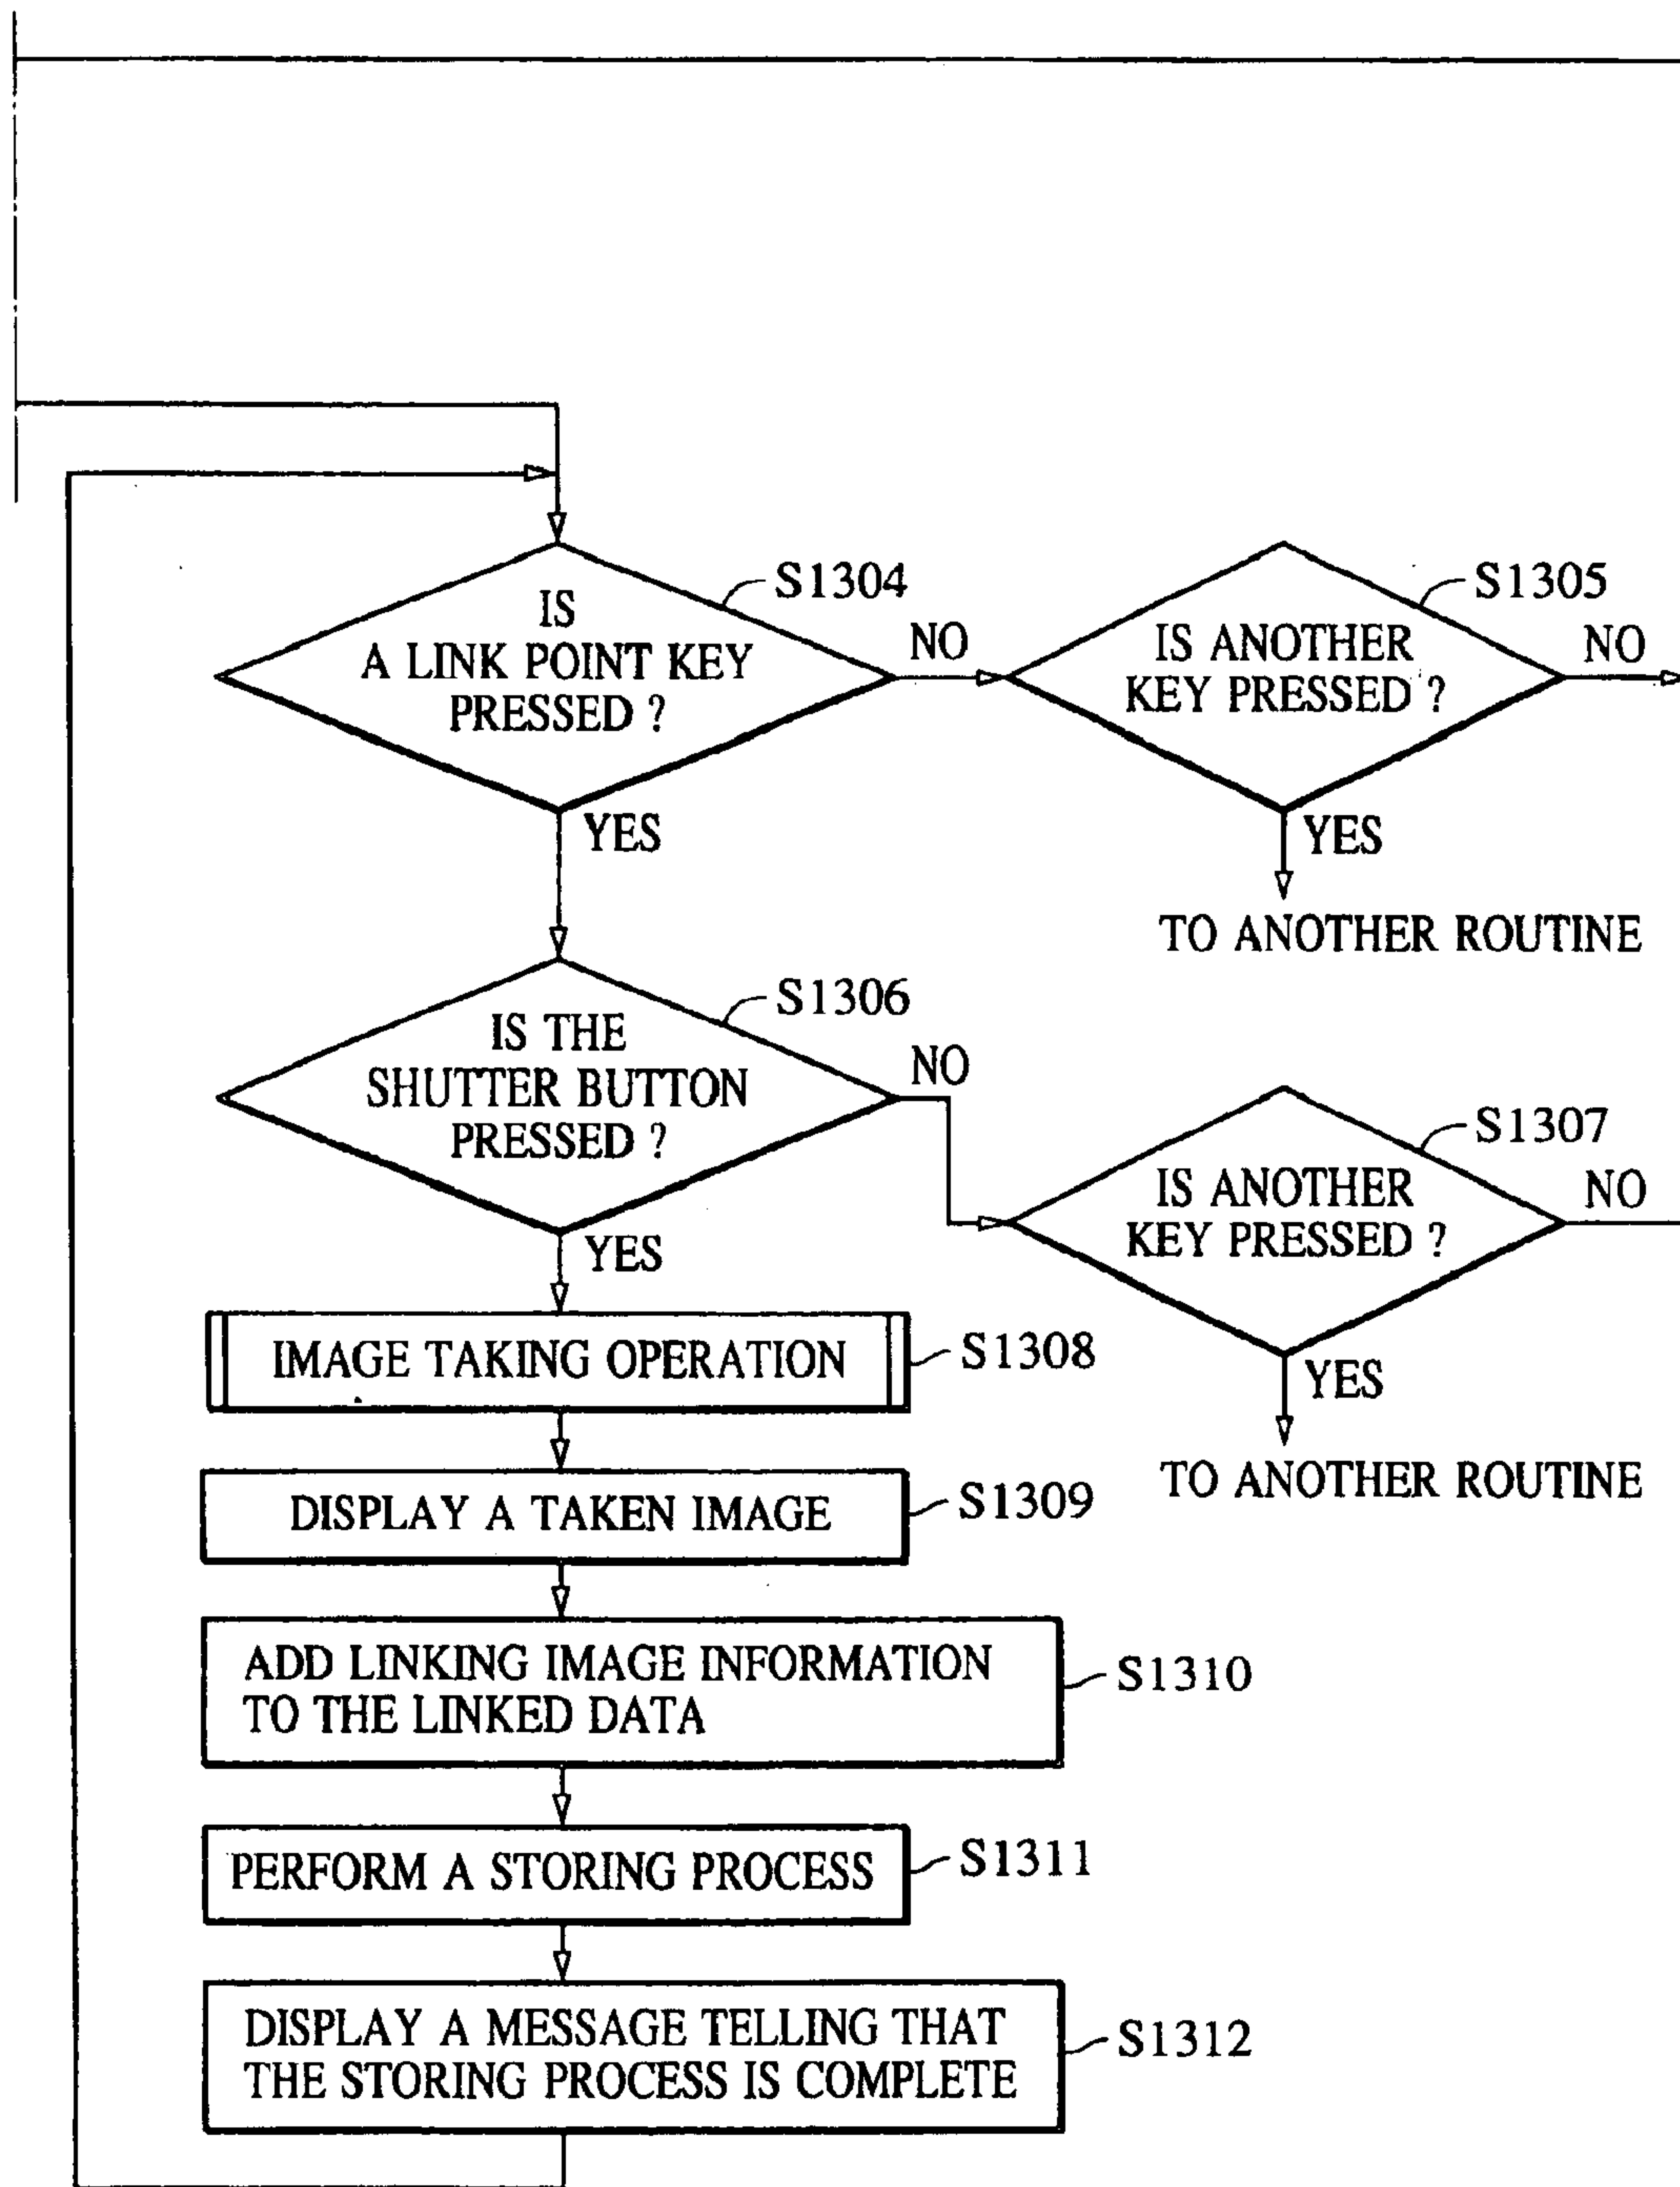 S1304
IS
A LINK POINT KEY
PRESSED ?
NO
YES
S1305
IS ANOTHER
KEY PRESSED ?
NO
YES
TO ANOTHER ROUTINE
S1306
IS THE
SHUTTER BUTTON
PRESSED ?
NO
YES
S1307
IS ANOTHER
KEY PRESSED ?
NO
YES
TO ANOTHER ROUTINE
IMAGE TAKING OPERATION
S1308
DISPLAY A TAKEN IMAGE
S1309
ADD LINKING IMAGE INFORMATION
TO THE LINKED DATA
S1310
PERFORM A STORING PROCESS
S1311
DISPLAY A MESSAGE TELLING THAT
THE STORING PROCESS IS COMPLETE
S1312